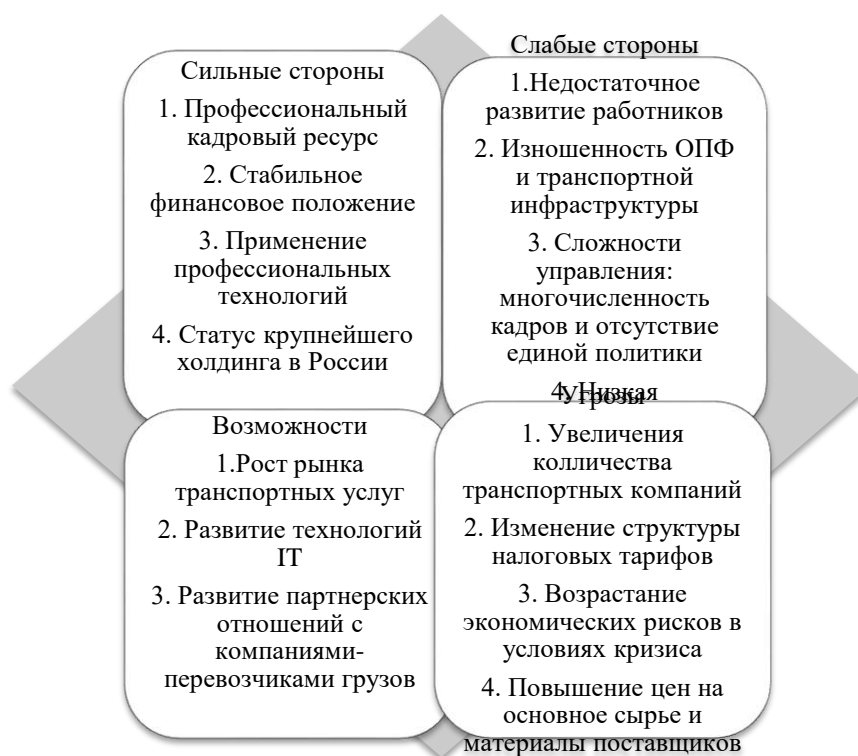 Сильные стороны
1. Профессиональный
кадровый ресурс
2. Стабильное
финансовое положение
3. Применение
профессиональных
технологий
4. Статус крупнейшего
холдинга в России
Слабые стороны
1.Недостаточное
развитие работников
2. Изношенность ОПФ
и транспортной
инфраструктуры
3. Сложности
управления:
многочисленность
кадров и отсутствие
единой политики
4. Низкая
Возможности
1.Рост рынка
транспортных услуг
2. Развитие технологий
IT
3. Развитие партнерских
отношений с
компаниями-
перевозчиками грузов
Угрозы
1. Увеличения
колличества
транспортных компаний
2. Изменение структуры
налоговых тарифов
3. Возрастание
экономических рисков в
условиях кризиса
4. Повышение цен на
основное сырье и
материалы поставщиков